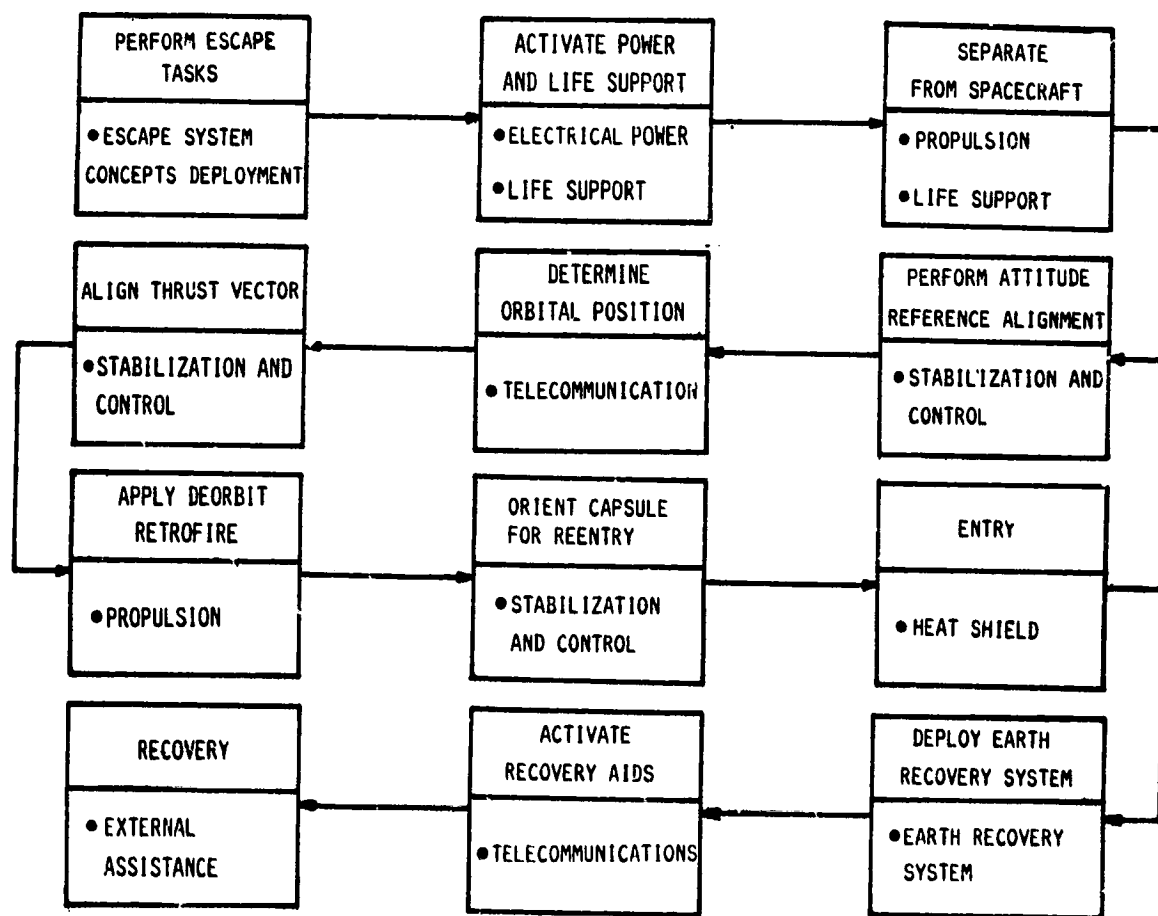 PERFORM ESCAPE
TASKS
● ESCAPE SYSTEM
CONCEPTS DEPLOYMENT
ACTIVATE POWER
AND LIFE SUPPORT
● ELECTRICAL POWER
● LIFE SUPPORT
SEPARATE
FROM SPACECRAFT
● PROPULSION
● LIFE SUPPORT
PERFORM ATTITUDE
REFERENCE ALIGNMENT
● STABILIZATION AND
CONTROL
DETERMINE
ORBITAL POSITION
● TELECOMMUNICATION
ALIGN THRUST VECTOR
● STABILIZATION AND
CONTROL
APPLY DEORBIT
RETROFIRE
● PROPULSION
ORIENT CAPSULE
FOR REENTRY
● STABILIZATION
AND CONTROL
ENTRY
● HEAT SHIELD
DEPLOY EARTH
RECOVERY SYSTEM
● EARTH RECOVERY
SYSTEM
ACTIVATE
RECOVERY AIDS
● TELECOMMUNICATIONS
RECOVERY
● EXTERNAL
ASSISTANCE